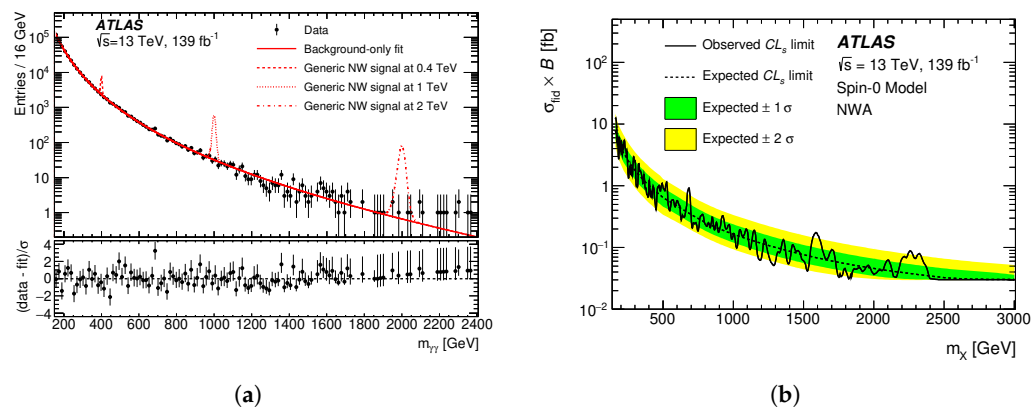 ATLAS
√s=13 TeV, 139 fb⁻¹
Data
Background-only fit
Generic NW signal at 0.4 TeV
Generic NW signal at 1 TeV
Generic NW signal at 2 TeV
Entries / 16 GeV
10⁵
10⁴
10³
10²
10
1
(data - fit)/σ
4
2
0
−2
−4
200 400 600 800 1000 1200 1400 1600 1800 2000 2200 2400
m_γγ [GeV]
(a)
Observed CLₛ limit
Expected CLₛ limit
Expected ± 1 σ
Expected ± 2 σ
ATLAS
√s = 13 TeV, 139 fb⁻¹
Spin-0 Model
NWA
σ_fid × B [fb]
10²
10
1
10⁻¹
10⁻²
500 1000 1500 2000 2500 3000
m_X [GeV]
(b)